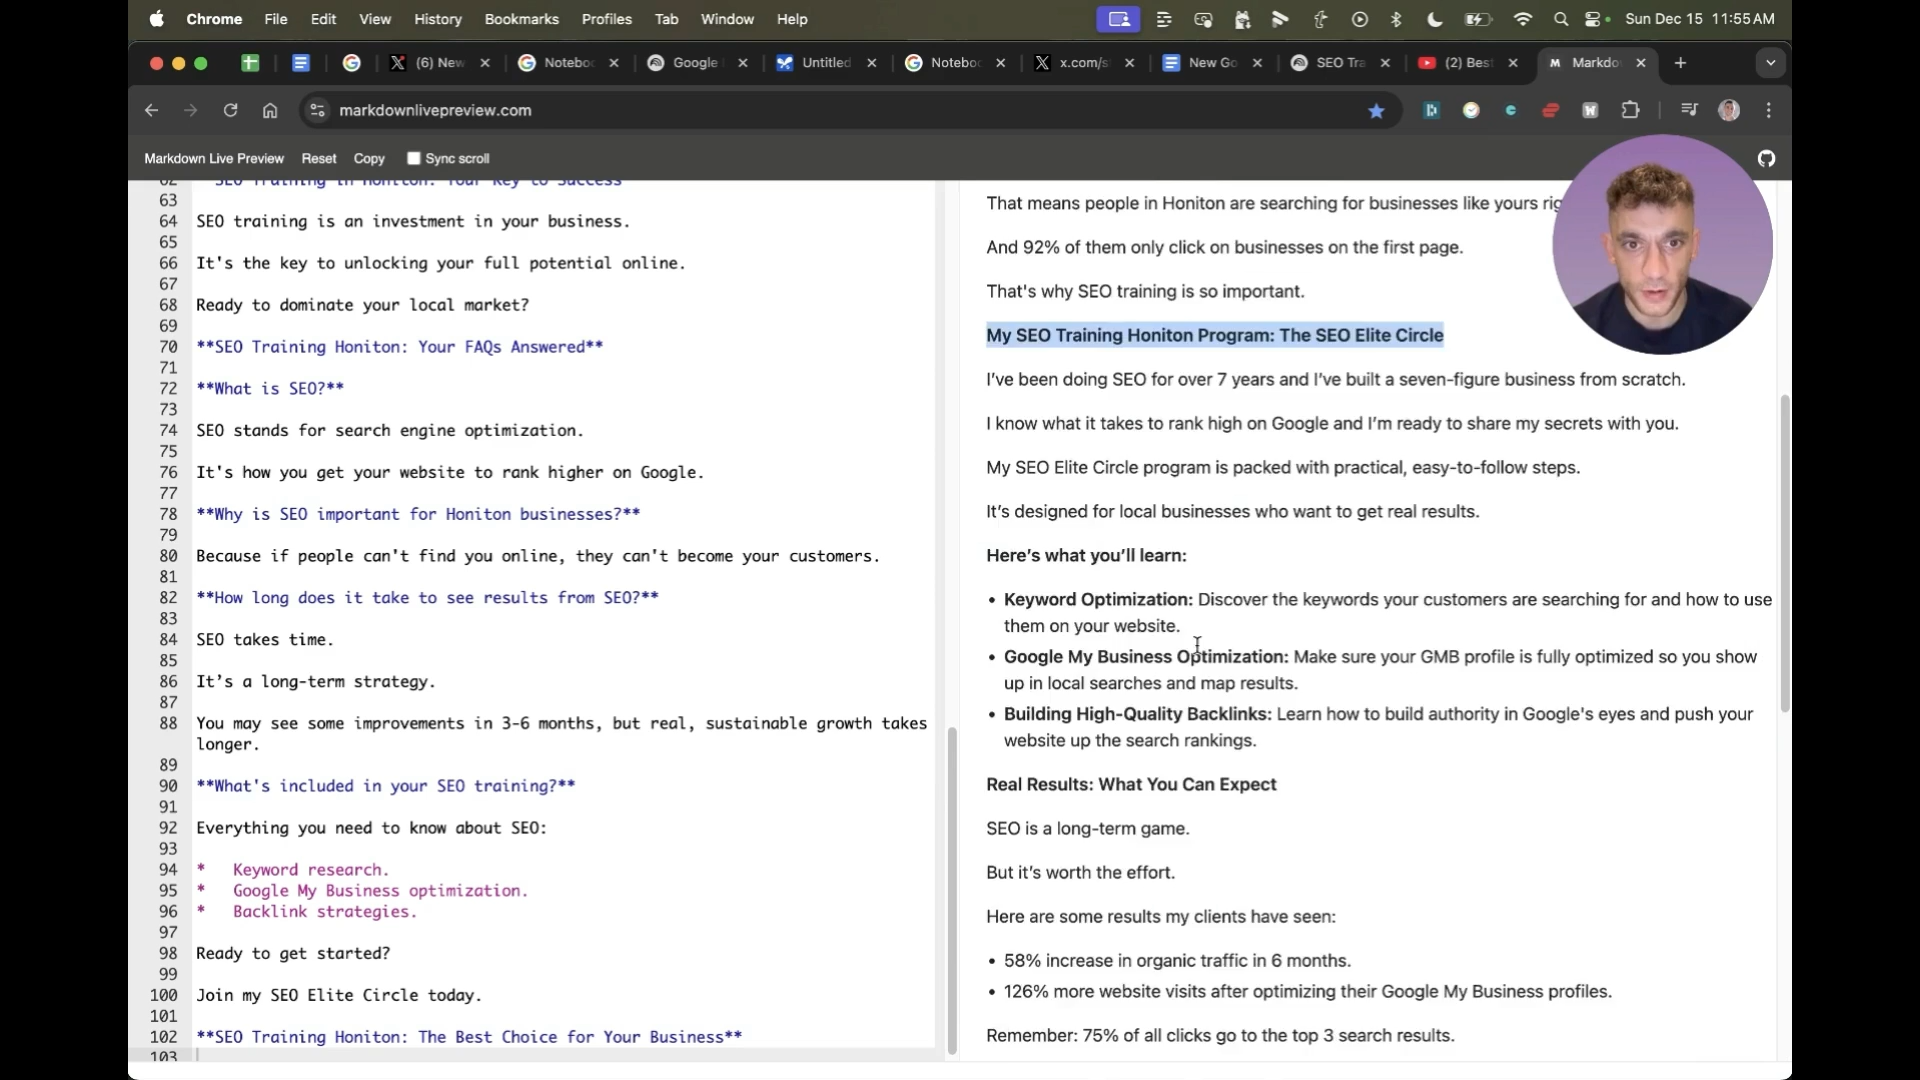 Chrome File Edit View History Bookmarks Profiles Tab Window Help Sun Dec 15 11:55 AM
(6) New Notebo Google Untitled Notebo x.com/s New Go SEO Tra (2) Best Markdo
markdownlivepreview.com
Markdown Live Preview Reset Copy Sync scroll
62 SEO Training in Honiton: Your Key to Success
63
64 SEO training is an investment in your business.
65
66 It's the key to unlocking your full potential online.
67
68 Ready to dominate your local market?
69
70 **SEO Training Honiton: Your FAQs Answered**
71
72 **What is SEO?**
73
74 SEO stands for search engine optimization.
75
76 It's how you get your website to rank higher on Google.
77
78 **Why is SEO important for Honiton businesses?**
79
80 Because if people can't find you online, they can't become your customers.
81
82 **How long does it take to see results from SEO?**
83
84 SEO takes time.
85
86 It’s a long-term strategy.
87
88 You may see some improvements in 3-6 months, but real, sustainable growth takes
longer.
89
90 **What's included in your SEO training?**
91
92 Everything you need to know about SEO:
93
94 * Keyword research.
95 * Google My Business optimization.
96 * Backlink strategies.
97
98 Ready to get started?
99
100 Join my SEO Elite Circle today.
101
102 **SEO Training Honiton: The Best Choice for Your Business**
103
That means people in Honiton are searching for businesses like yours
And 92% of them only click on businesses on the first page.
That's why SEO training is so important.
My SEO Training Honiton Program: The SEO Elite Circle
I’ve been doing SEO for over 7 years and I’ve built a seven-figure business from scratch.
I know what it takes to rank high on Google and I’m ready to share my secrets with you.
My SEO Elite Circle program is packed with practical, easy-to-follow steps.
It’s designed for local businesses who want to get real results.
Here’s what you’ll learn:
• Keyword Optimization: Discover the keywords your customers are searching for and how to use
them on your website.
• Google My Business Optimization: Make sure your GMB profile is fully optimized so you show
up in local searches and map results.
• Building High-Quality Backlinks: Learn how to build authority in Google's eyes and push your
website up the search rankings.
Real Results: What You Can Expect
SEO is a long-term game.
But it’s worth the effort.
Here are some results my clients have seen:
• 58% increase in organic traffic in 6 months.
• 126% more website visits after optimizing their Google My Business profiles.
Remember: 75% of all clicks go to the top 3 search results.